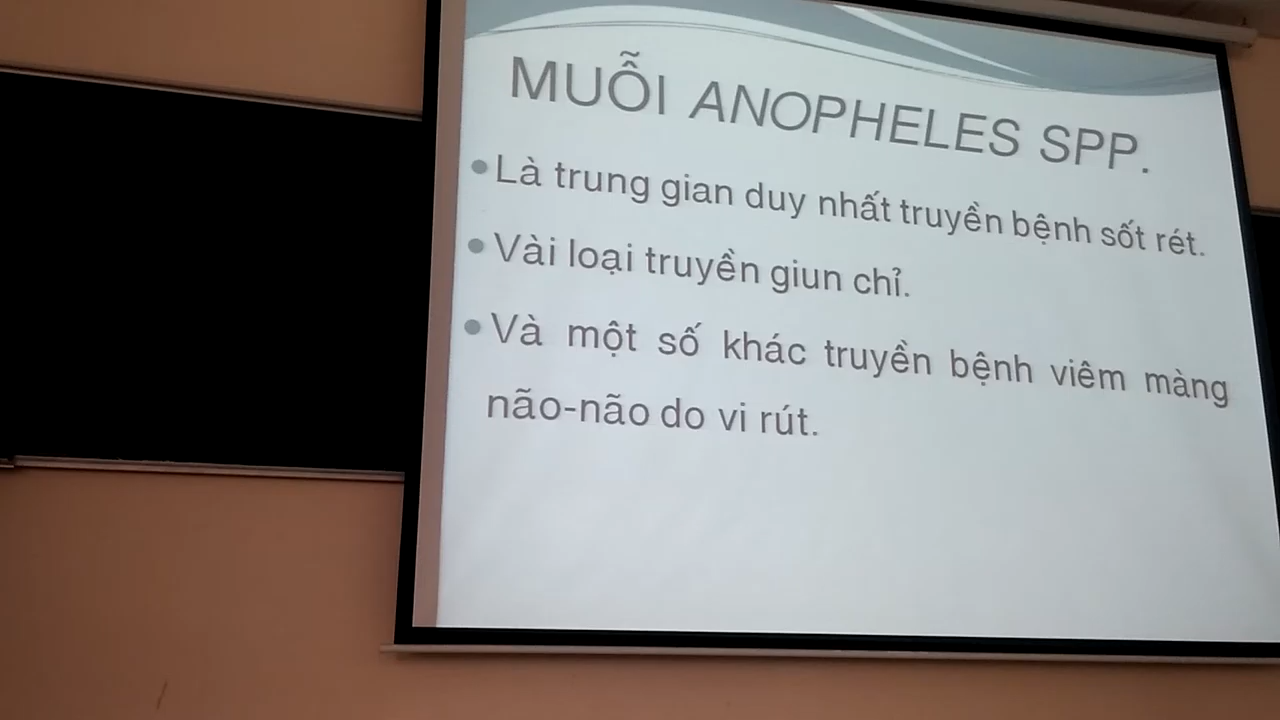 MUỖI ANOPHELES SPP.
Là trung gian duy nhất truyền bệnh sốt rét.
Vài loại truyền giun chỉ.
Và một số khác truyền bệnh viêm màng
não-não do vi rút.